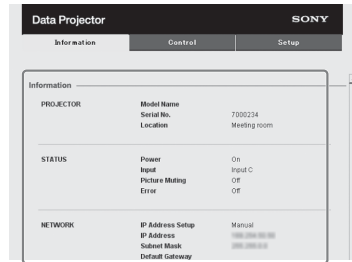 Data Projector SONY
Information Control Setup
Information
PROJECTOR Model Name
Serial No. 7000234
Location Meeting room
STATUS Power On
Input Input C
Picture Muting Off
Error Off
NETWORK IP Address Setup Manual
IP Address
Subnet Mask
Default Gateway